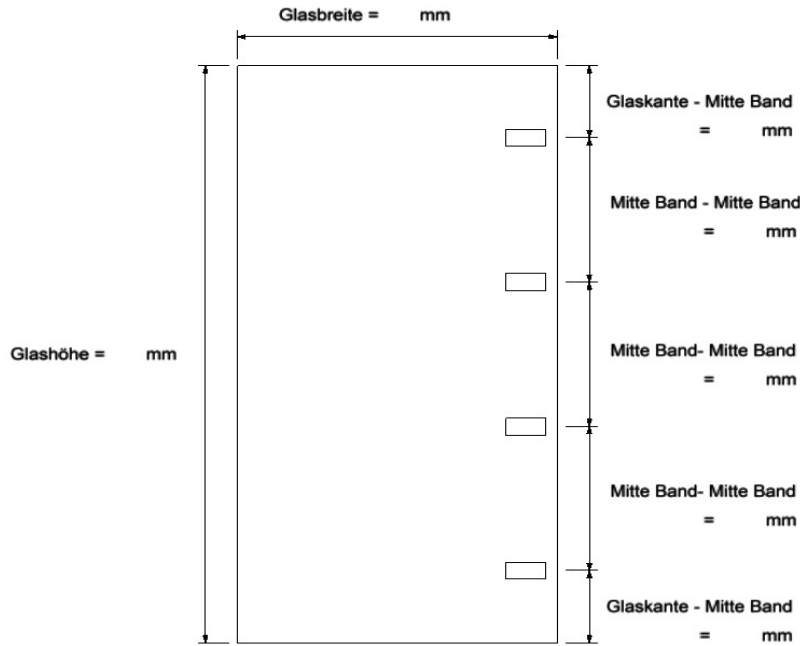 Glasbreite = mm
Glaskante - Mitte Band
= mm
Mitte Band - Mitte Band
= mm
Glashöhe = mm
Mitte Band- Mitte Band
= mm
Mitte Band- Mitte Band
= mm
Glaskante - Mitte Band
= mm